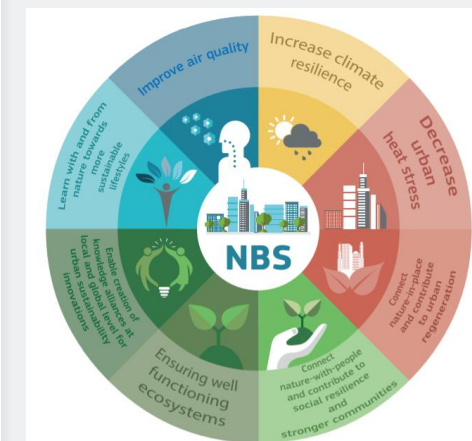 Improve air quality
Increase climate
resilience
Decrease
urban
heat stress
Connect
nature-in-place
and contribute
to urban
regeneration
Connect
nature-with-people
and contribute to
social resilience
and
stronger communities
Ensuring well
functioning
ecosystems
Enable creation of
knowledge alliances at
local and global level for
urban sustainability
innovations
Learn with and from
nature towards
more
sustainable
lifestyles
NBS